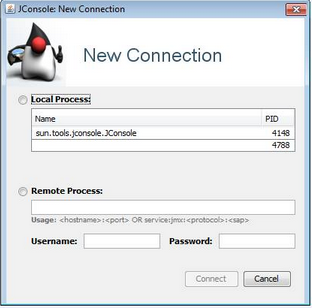 JConsole: New Connection
New Connection
Local Process:
Name PID
sun.tools.jconsole.JConsole 4148
4788
Remote Process:
Usage: <hostname>:<port> OR service:jmx:<protocol>:<sap>
Username: Password:
Connect Cancel